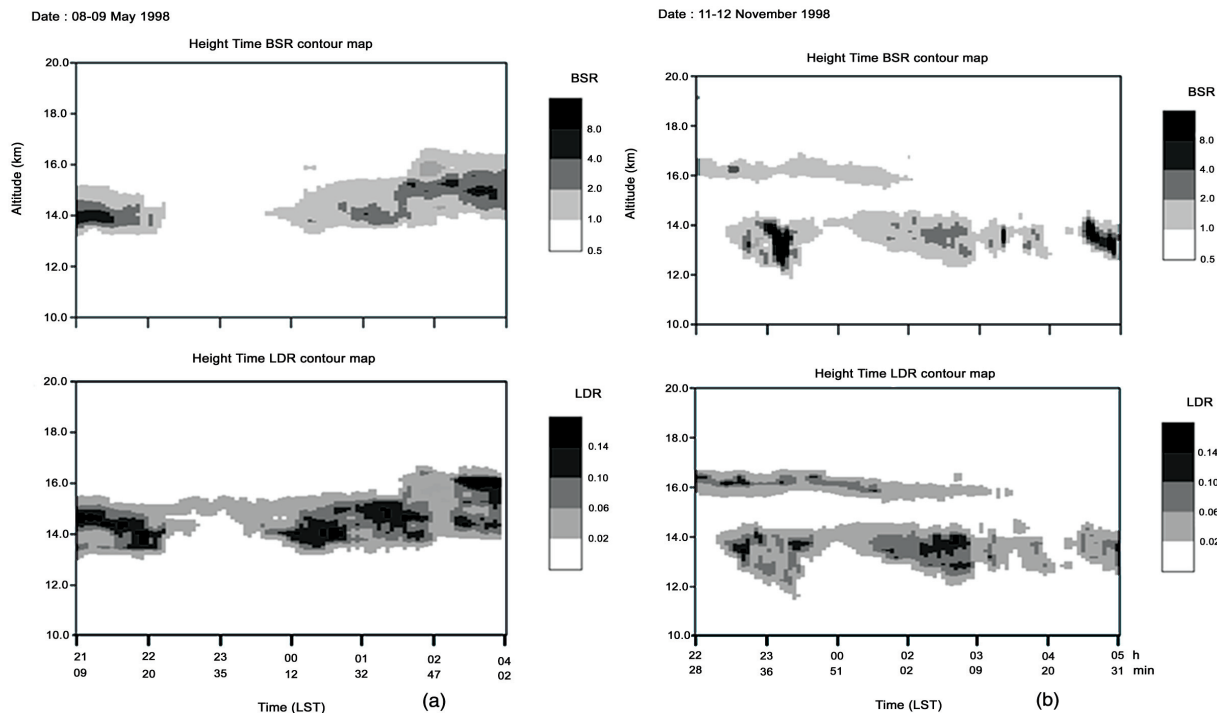 Date : 08-09 May 1998
Height Time BSR contour map
BSR
20.0
18.0
16.0
14.0
12.0
10.0
Altitude (km)
8.0
4.0
2.0
1.0
0.5
Height Time LDR contour map
LDR
20.0
18.0
16.0
14.0
12.0
10.0
0.14
0.10
0.06
0.02
21 22 23 00 01 02 04
09 20 35 12 32 47 02
Time (LST)
(a)
Date : 11-12 November 1998
Height Time BSR contour map
BSR
20.0
18.0
16.0
14.0
12.0
10.0
Altitude (km)
8.0
4.0
2.0
1.0
0.5
Height Time LDR contour map
LDR
20.0
18.0
16.0
14.0
12.0
10.0
0.14
0.10
0.06
0.02
22 23 00 02 03 04 05 h
28 36 51 02 09 20 31 min
Time (LST)
(b)